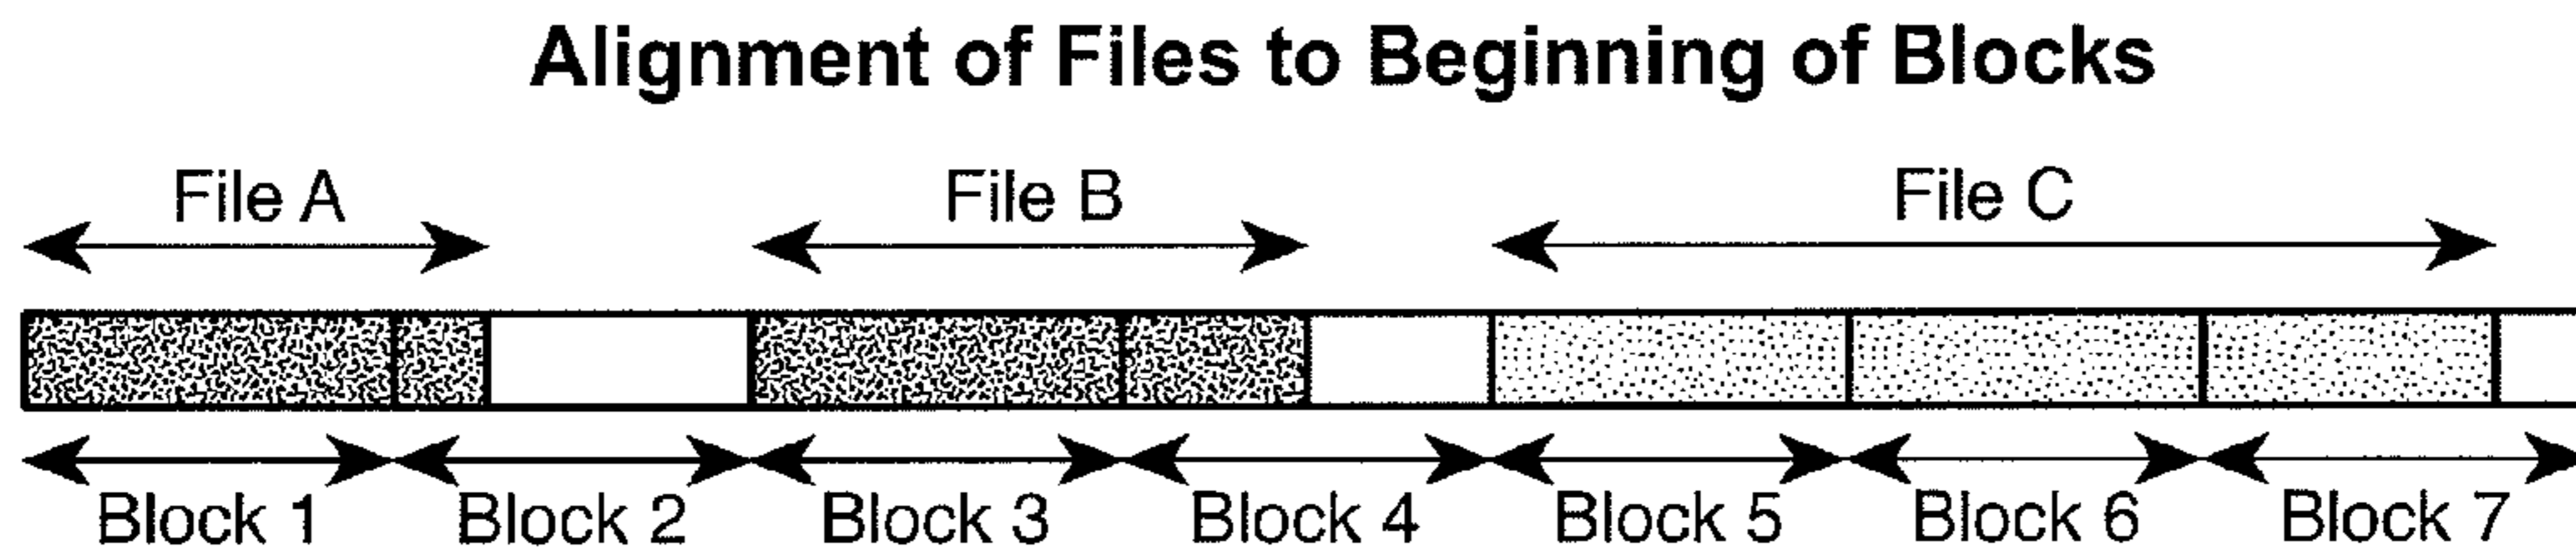 Alignment of Files to Beginning of Blocks
File A File B File C
Block 1 Block 2 Block 3 Block 4 Block 5 Block 6 Block 7